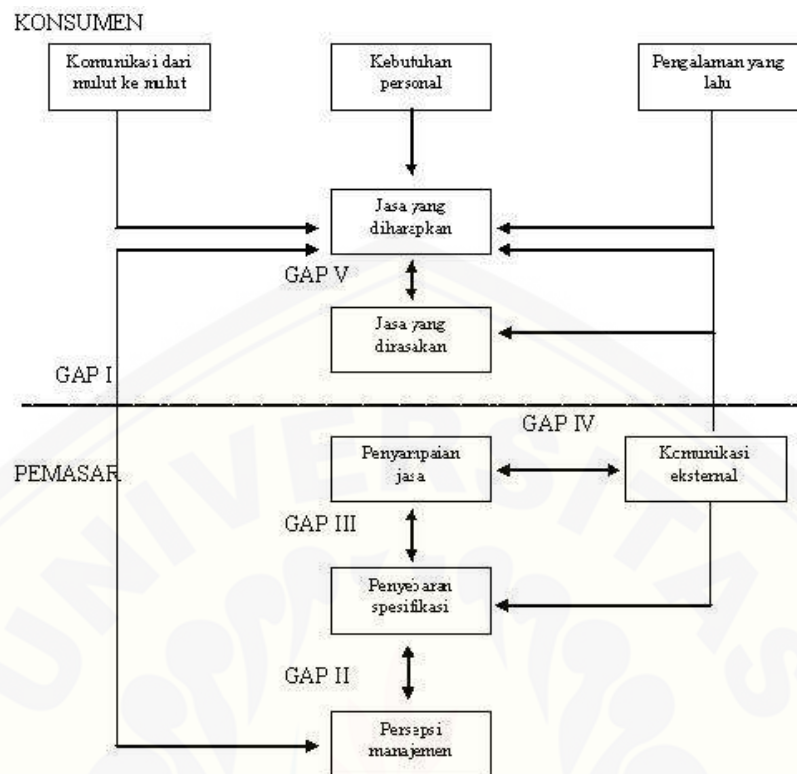 KONSUMEN
Komunikasi dari
mulut ke mulut
Kebutuhan
personal
Pengalaman yang
lalu
Jasa yang
diharapkan
GAP V
Jasa yang
dirasakan
GAP I
GAP IV
PEMASAR
Penyampaian
jasa
Komunikasi
eksternal
GAP III
Penyebaran
spesifikasi
GAP II
Persepsi
manajemen
UNIVERSITAS